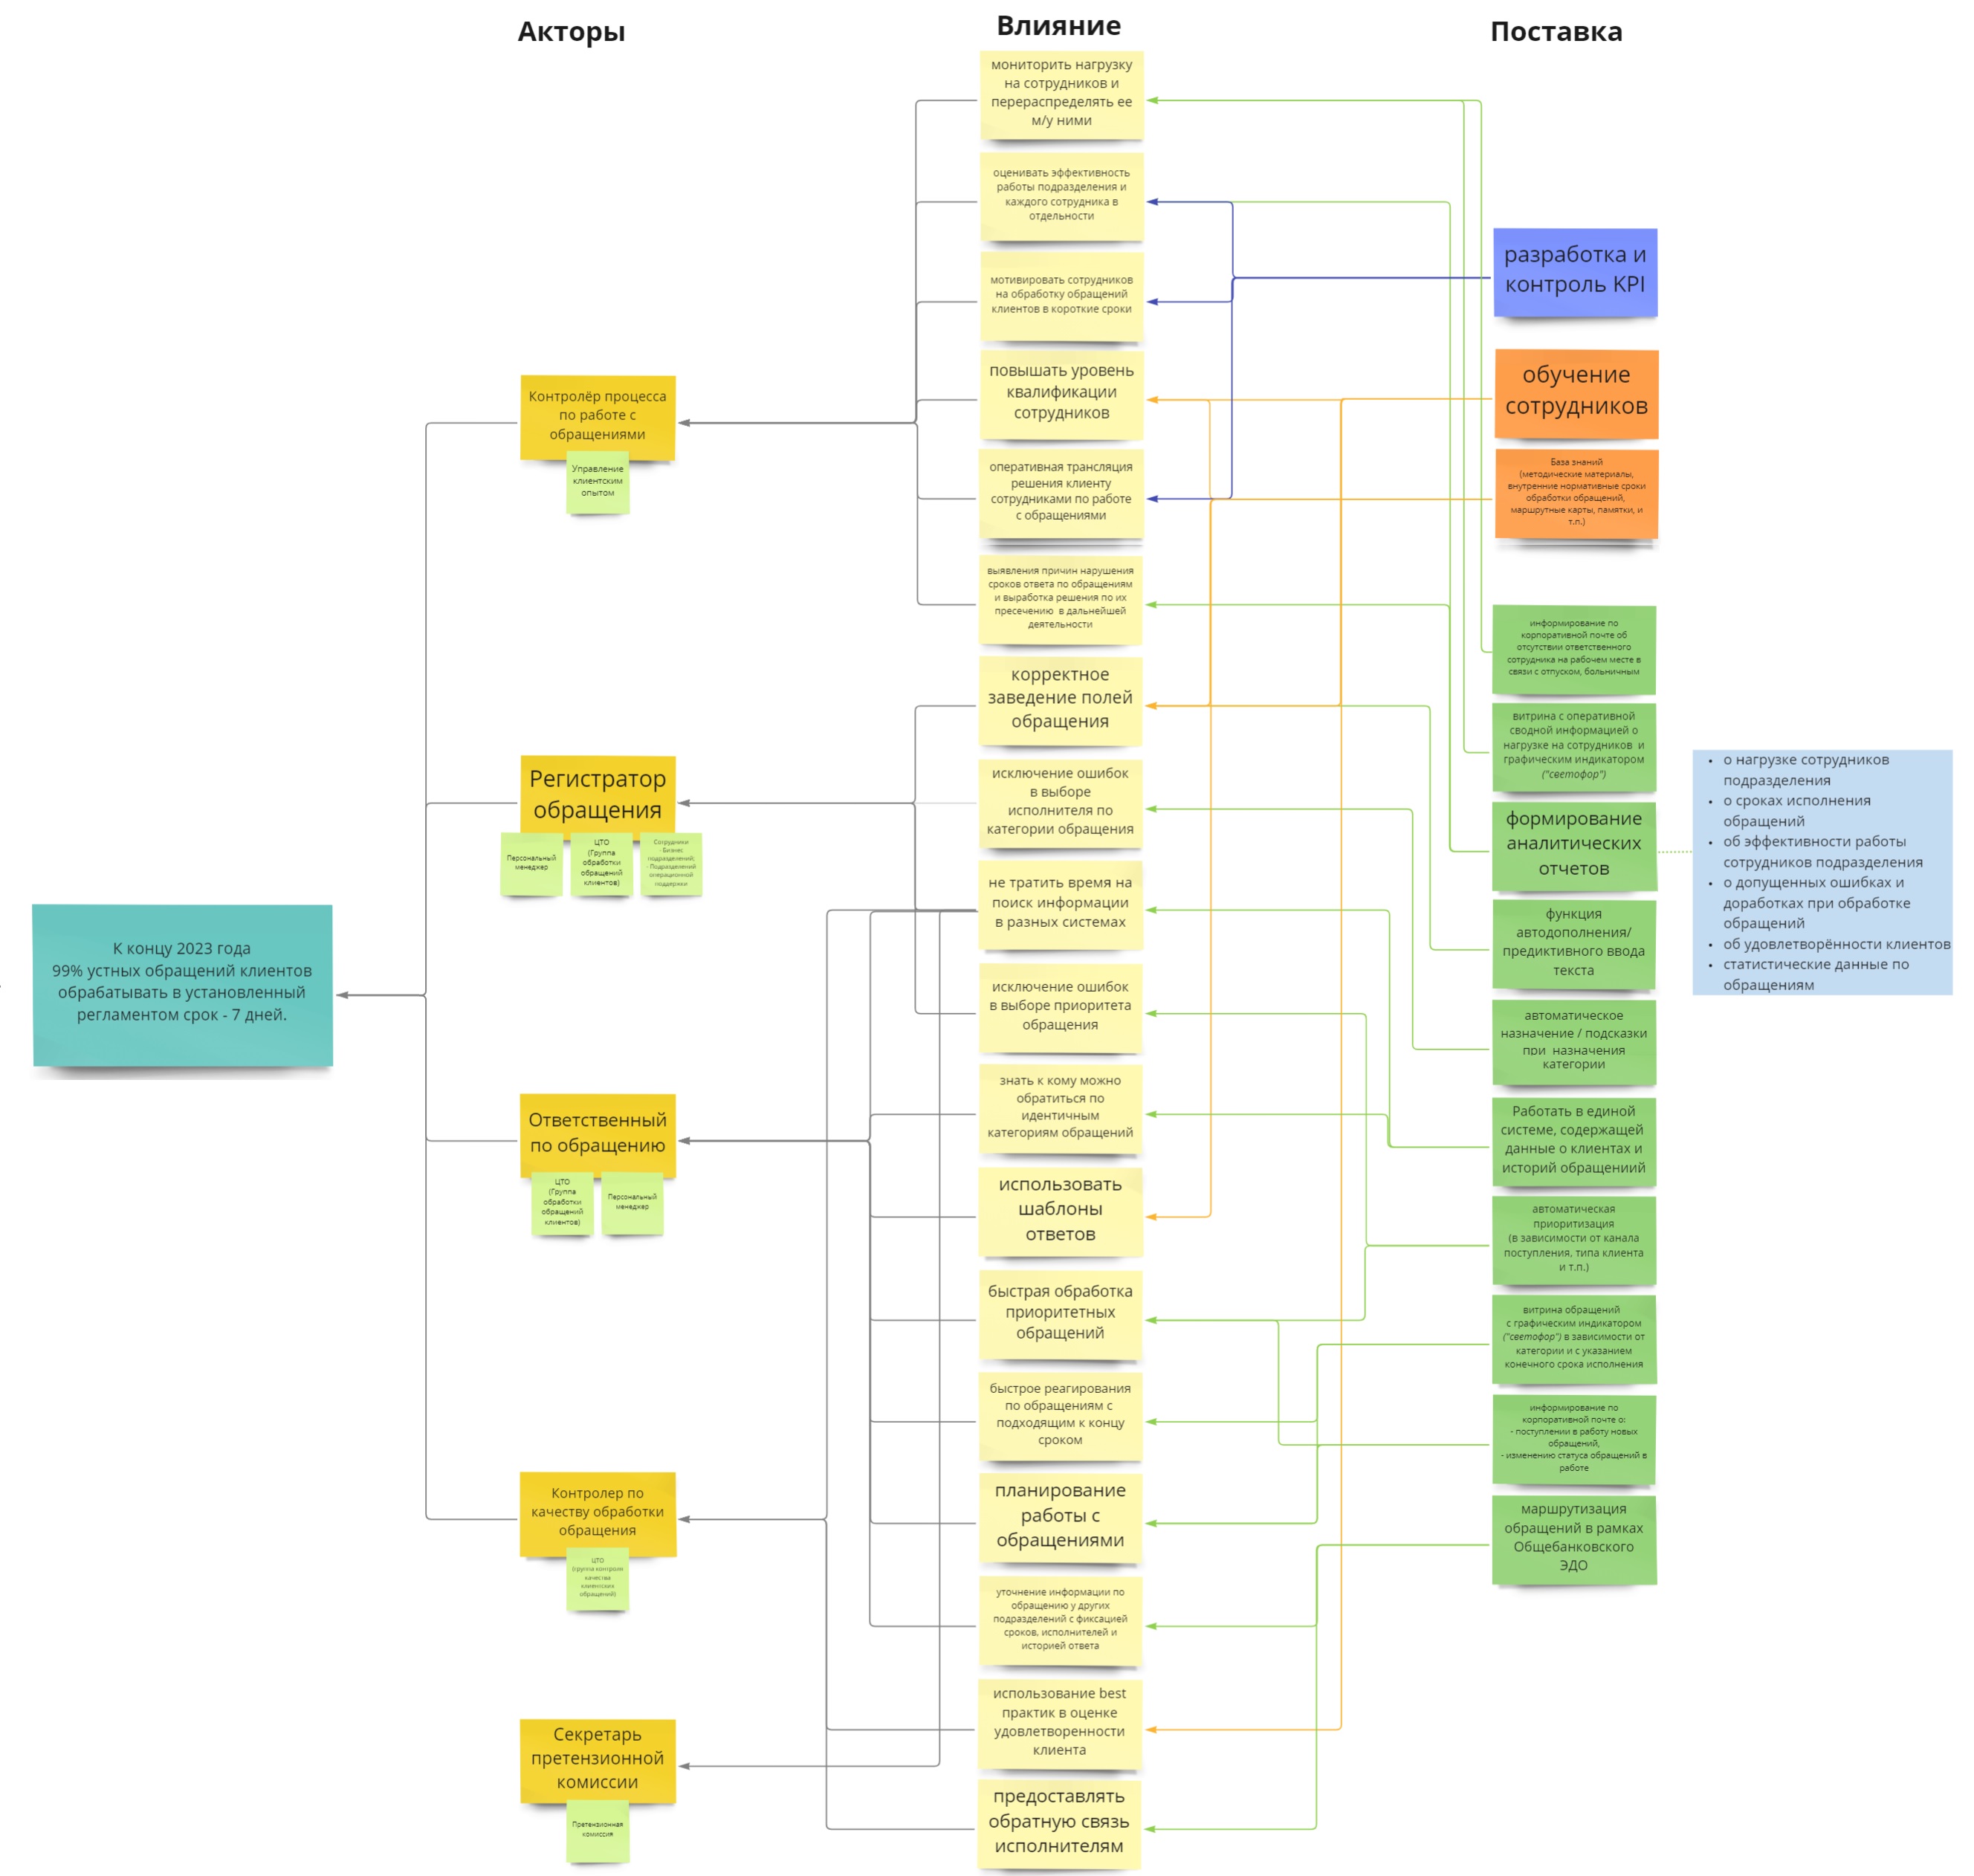 Акторы
Влияние
Поставка
К концу 2023 года
99% устных обращений клиентов
обрабатывать в установленный
регламентом срок - 7 дней.
Контролёр процесса
по работе с
обращениями
Управление
клиентским
опытом
Регистратор
обращения
Персональный
менеджер
ЦТО
(Группа
обработки
обращений
клиентов)
Сотрудники
- Бизнес
подразделений;
- Подразделений
операционной
поддержки
Ответственный
по обращению
ЦТО
(Группа
обработки
обращений
клиентов)
Персональный
менеджер
Контролер по
качеству обработки
обращения
ЦТО
(группа контроля
качества
клиентских
обращений)
Секретарь
претензионной
комиссии
Претензионная
комиссия
мониторить нагрузку
на сотрудников и
перераспределять ее
м/у ними
оценивать эффективность
работы подразделения и
каждого сотрудника в
отдельности
мотивировать сотрудников
на обработку обращений
клиентов в короткие сроки
повышать уровень
квалификации
сотрудников
оперативная трансляция
решения клиенту
сотрудниками по работе
с обращениями
выявления причин нарушения
сроков ответа по обращениям
и выработка решения по их
пресечению в дальнейшей
деятельности
корректное
заведение полей
обращения
исключение ошибок
в выборе
исполнителя по
категории обращения
не тратить время на
поиск информации
в разных системах
исключение ошибок
в выборе приоритета
обращения
знать к кому можно
обратиться по
идентичным
категориям обращений
использовать
шаблоны
ответов
быстрая обработка
приоритетных
обращений
быстрое реагирования
по обращениям с
подходящим к концу
сроком
планирование
работы с
обращениями
уточнение информации по
обращению у других
подразделений с фиксацией
сроков, исполнителей и
историей ответа
использование best
практик в оценке
удовлетворенности
клиента
предоставлять
обратную связь
исполнителям
разработка и
контроль KPI
обучение
сотрудников
База знаний
(методические материалы,
внутренние нормативные сроки
обработки обращений,
маршрутные карты, памятки, и
т.п.)
информирование по
корпоративной почте об
отсутствии ответственного
сотрудника на рабочем месте в
связи с отпуском, больничным
витрина с оперативной
сводной информацией о
нагрузке на сотрудников и
графическим индикатором
("светофор")
формирование
аналитических
отчетов
функция
автодополнения/
предиктивного ввода
текста
автоматическое
назначение / подсказки
при назначения
категории
Работать в единой
системе, содержащей
данные о клиентах и
историй обращениий
автоматическая
приоритизация
(в зависимости от канала
поступления, типа клиента
и т.п.)
витрина обращений
с графическим индикатором
("светофор") в зависимости от
категории и с указанием
конечного срока исполнения
информирование по
корпоративной почте о:
- поступлении в работу новых
обращений,
- изменению статуса обращений в
работе
маршрутизация
обращений в рамках
Общебанковского
ЭДО
• о нагрузке сотрудников
подразделения
• о сроках исполнения
обращений
• об эффективности работы
сотрудников подразделения
• о допущенных ошибках и
доработках при обработке
обращений
• об удовлетворённости клиентов
• статистические данные по
обращениям